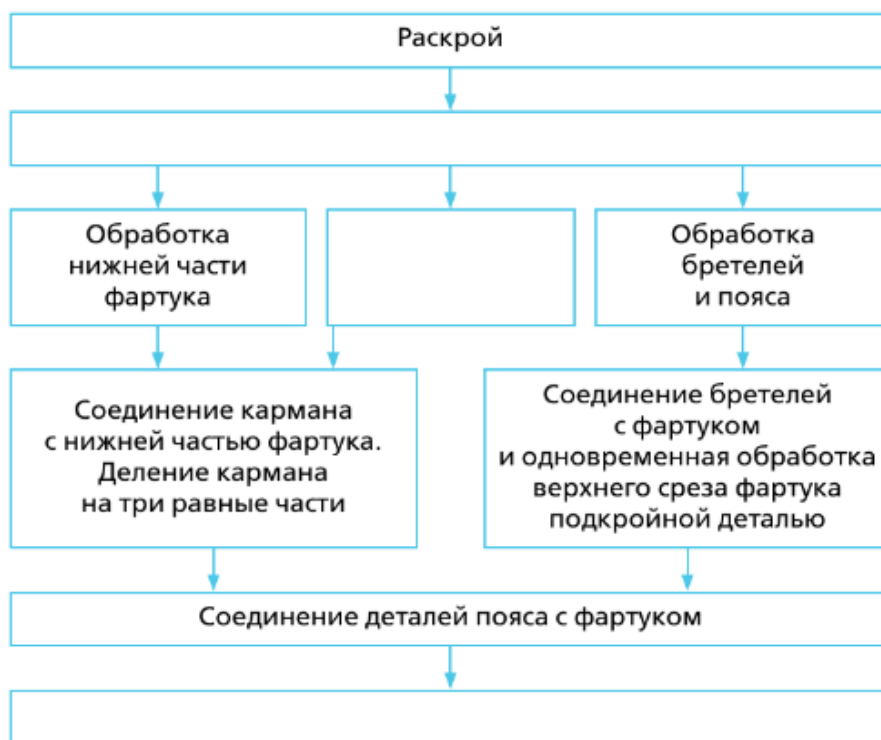 Раскрой
Обработка
нижней части
фартука
Обработка
бретелей
и пояса
Соединение кармана
с нижней частью фартука.
Деление кармана
на три равные части
Соединение бретелей
с фартуком
и одновременная обработка
верхнего среза фартука
подкройной деталью
Соединение деталей пояса с фартуком